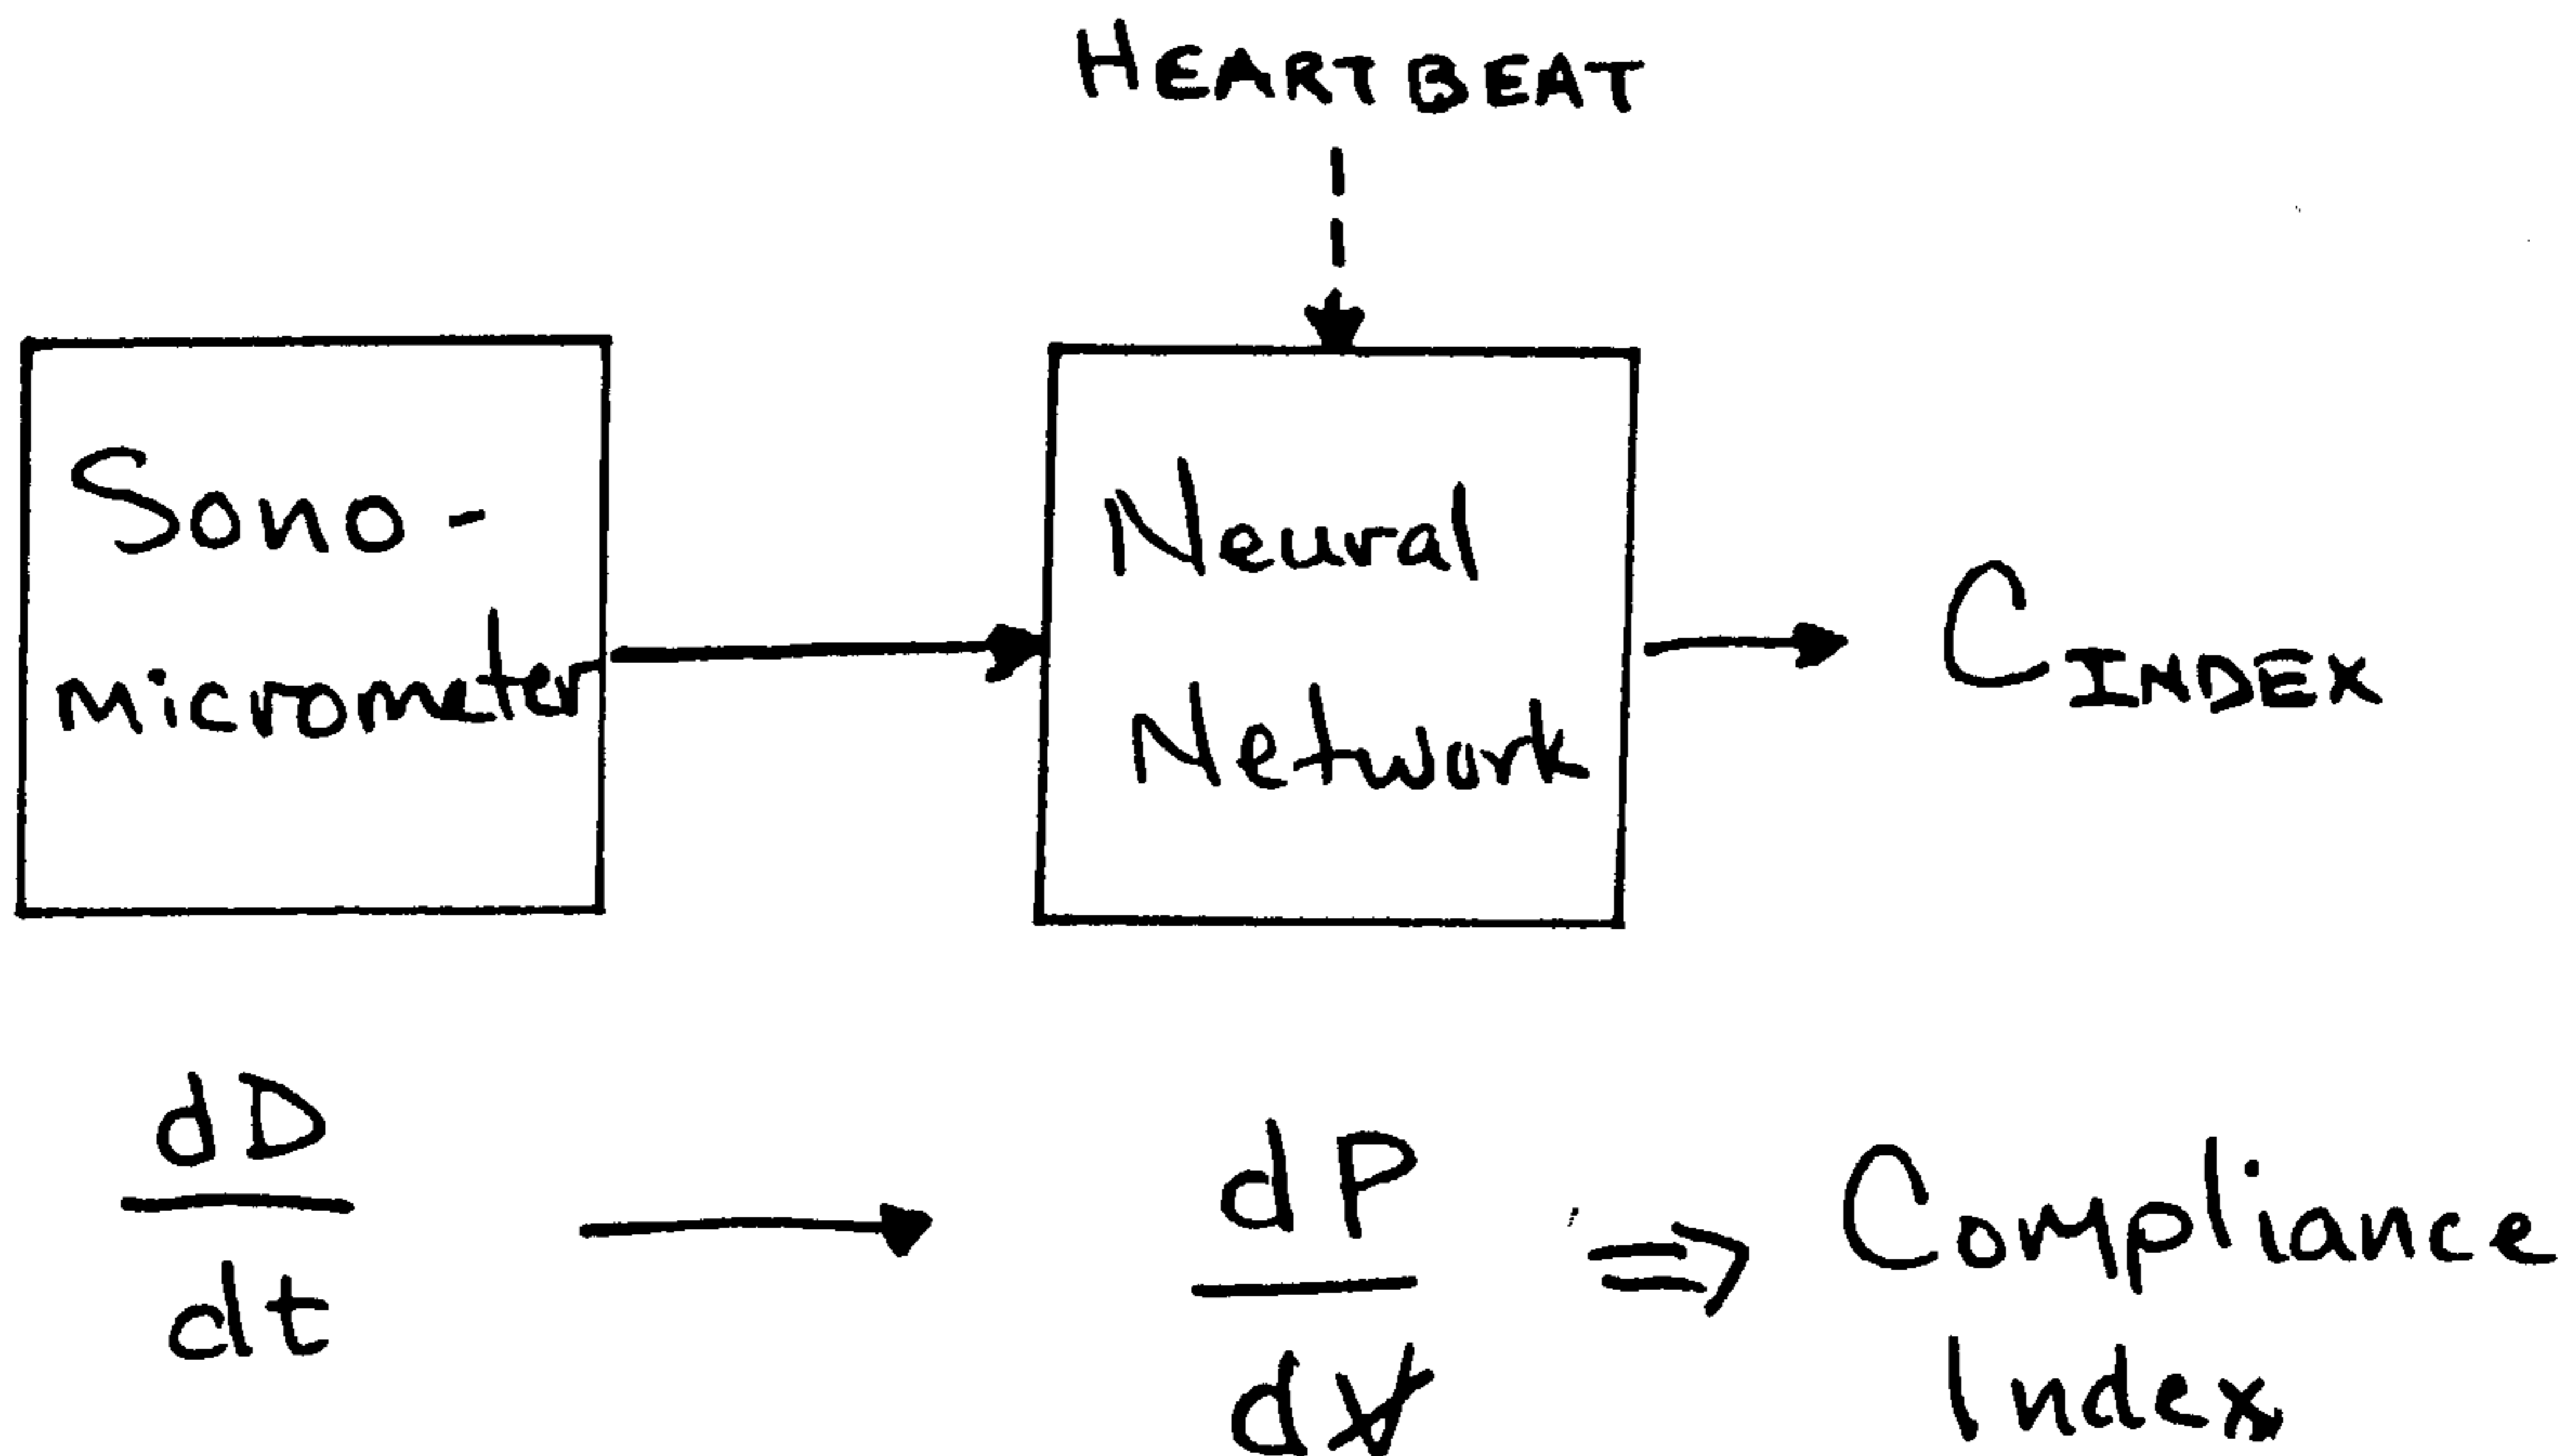 HEARTBEAT
Sono-
micrometer
Neural
Network
CINDEX
dD
dt
dP
dV
Compliance
Index